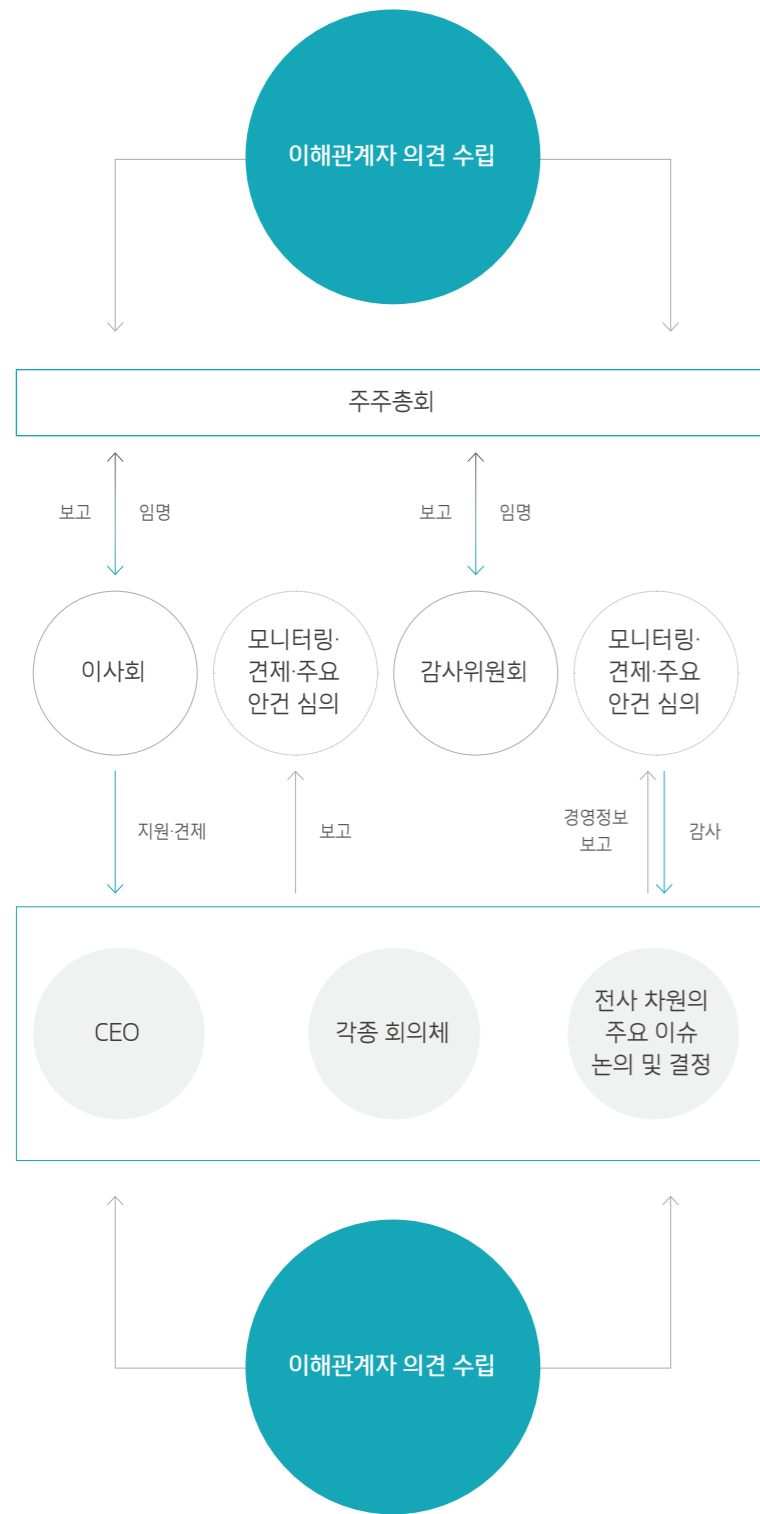 이해관계자 의견 수립
주주총회
보고
임명
보고
임명
이사회
모니터링·
견제·주요
안건 심의
감사위원회
모니터링·
견제·주요
안건 심의
지원·견제
보고
경영정보
보고
감사
CEO
각종 회의체
전사 차원의
주요 이슈
논의 및 결정
이해관계자 의견 수립